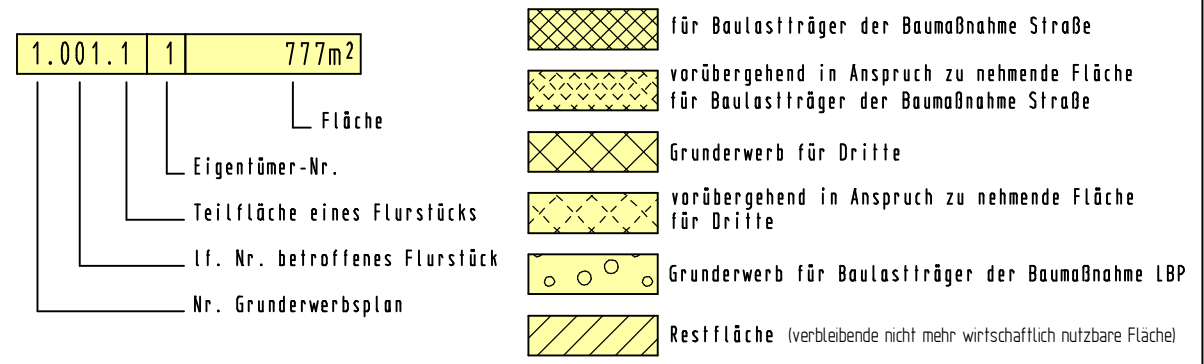 1.001.1 1 777m²
Fläche
Eigentümer-Nr.
Teilfläche eines Flurstücks
lf. Nr. betroffenes Flurstück
Nr. Grunderwerbsplan
für Baulastträger der Baumaßnahme Straße
vorübergehend in Anspruch zu nehmende Fläche
für Baulastträger der Baumaßnahme Straße
Grunderwerb für Dritte
vorübergehend in Anspruch zu nehmende Fläche
für Dritte
Grunderwerb für Baulastträger der Baumaßnahme LBP
Restfläche (verbleibende nicht mehr wirtschaftlich nutzbare Fläche)